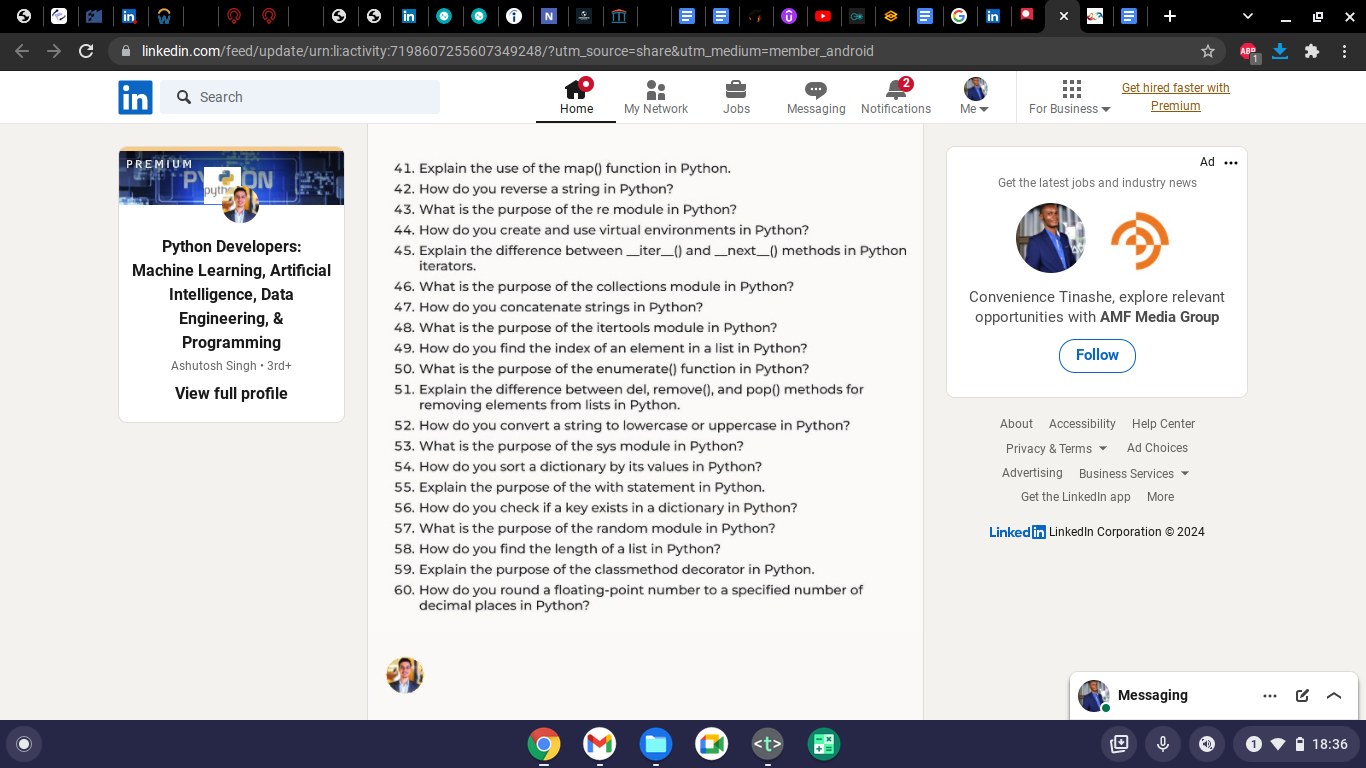 linkedin.com/feed/update/urn:li:activity:7198607255607349248/?utm_source=share&utm_medium=member_android
ABP
1
in
Search
2
Home
My Network
Jobs
Messaging
Notifications
Me
For Business
Get hired faster with
Premium
PREMIUM
PYTHON
python
Python Developers:
Machine Learning, Artificial
Intelligence, Data
Engineering, &
Programming
Ashutosh Singh • 3rd+
View full profile
41. Explain the use of the map() function in Python.
42. How do you reverse a string in Python?
43. What is the purpose of the re module in Python?
44. How do you create and use virtual environments in Python?
45. Explain the difference between __iter__() and __next__() methods in Python
iterators.
46. What is the purpose of the collections module in Python?
47. How do you concatenate strings in Python?
48. What is the purpose of the itertools module in Python?
49. How do you find the index of an element in a list in Python?
50. What is the purpose of the enumerate() function in Python?
51. Explain the difference between del, remove(), and pop() methods for
removing elements from lists in Python.
52. How do you convert a string to lowercase or uppercase in Python?
53. What is the purpose of the sys module in Python?
54. How do you sort a dictionary by its values in Python?
55. Explain the purpose of the with statement in Python.
56. How do you check if a key exists in a dictionary in Python?
57. What is the purpose of the random module in Python?
58. How do you find the length of a list in Python?
59. Explain the purpose of the classmethod decorator in Python.
60. How do you round a floating-point number to a specified number of
decimal places in Python?
Ad
Get the latest jobs and industry news
Convenience Tinashe, explore relevant
opportunities with AMF Media Group
Follow
About Accessibility Help Center
Privacy & Terms Ad Choices
Advertising Business Services
Get the LinkedIn app More
LinkedIn LinkedIn Corporation © 2024
Messaging
<t>
1
18:36